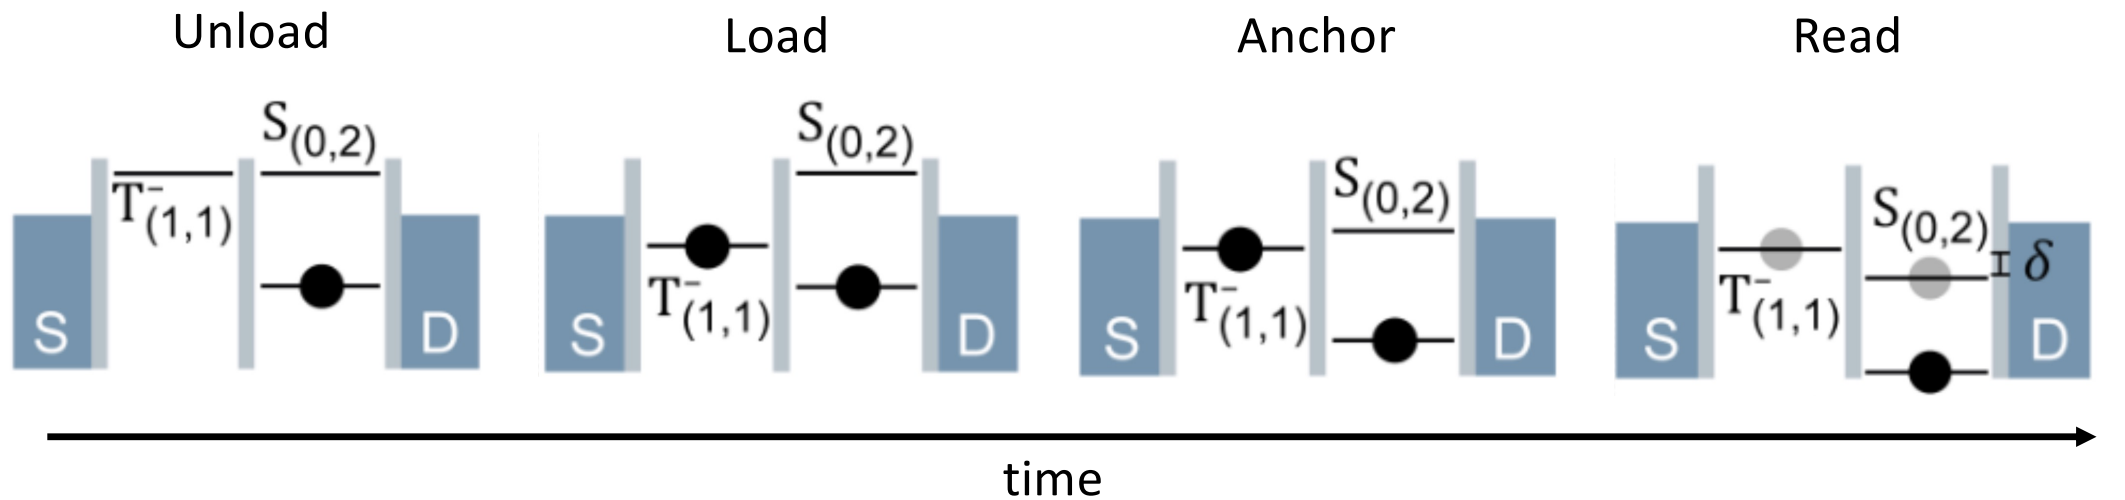 Unload
Load
Anchor
Read
S(0,2)
T⁻(1,1)
S
D
S(0,2)
T⁻(1,1)
S
D
S(0,2)
T⁻(1,1)
S
D
S(0,2)
δ
T⁻(1,1)
S
D
time